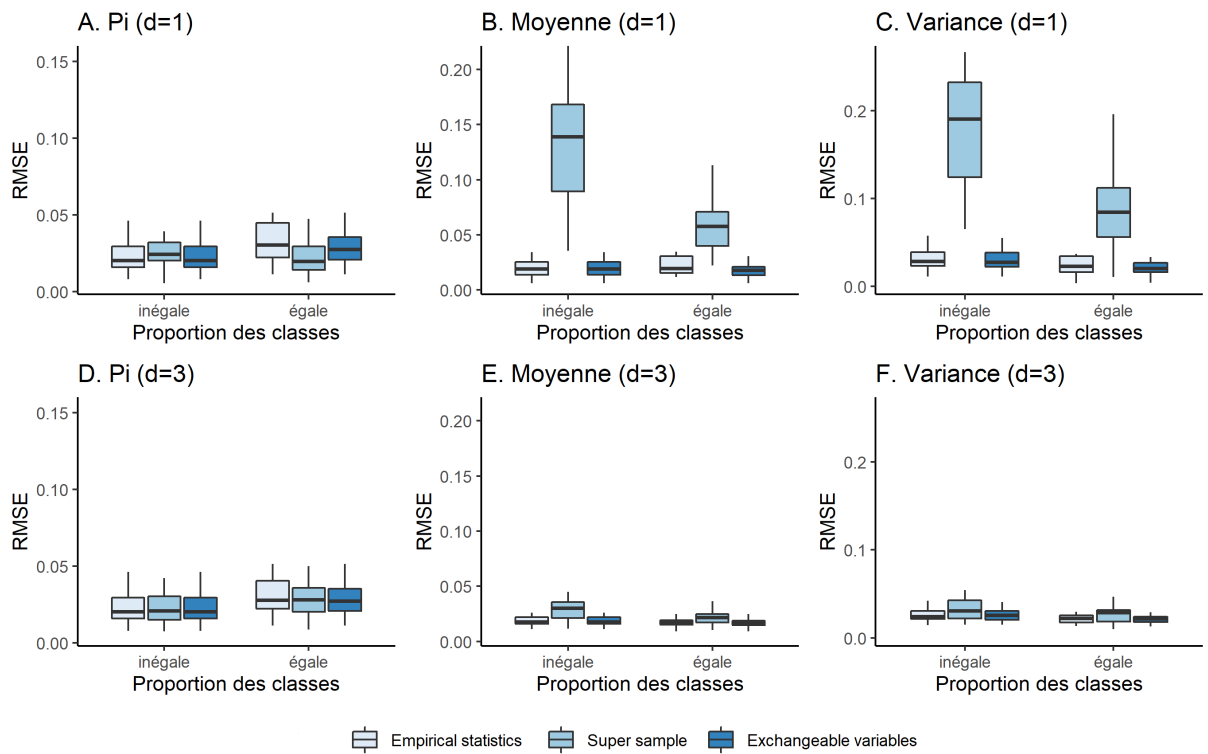 A. Pi (d=1)
RMSE
0.15
0.10
0.05
0.00
inégale
égale
Proportion des classes
B. Moyenne (d=1)
RMSE
0.20
0.15
0.10
0.05
0.00
inégale
égale
Proportion des classes
C. Variance (d=1)
RMSE
0.2
0.1
0.0
inégale
égale
Proportion des classes
D. Pi (d=3)
RMSE
0.15
0.10
0.05
0.00
inégale
égale
Proportion des classes
E. Moyenne (d=3)
RMSE
0.20
0.15
0.10
0.05
0.00
inégale
égale
Proportion des classes
F. Variance (d=3)
RMSE
0.2
0.1
0.0
inégale
égale
Proportion des classes
Empirical statistics
Super sample
Exchangeable variables